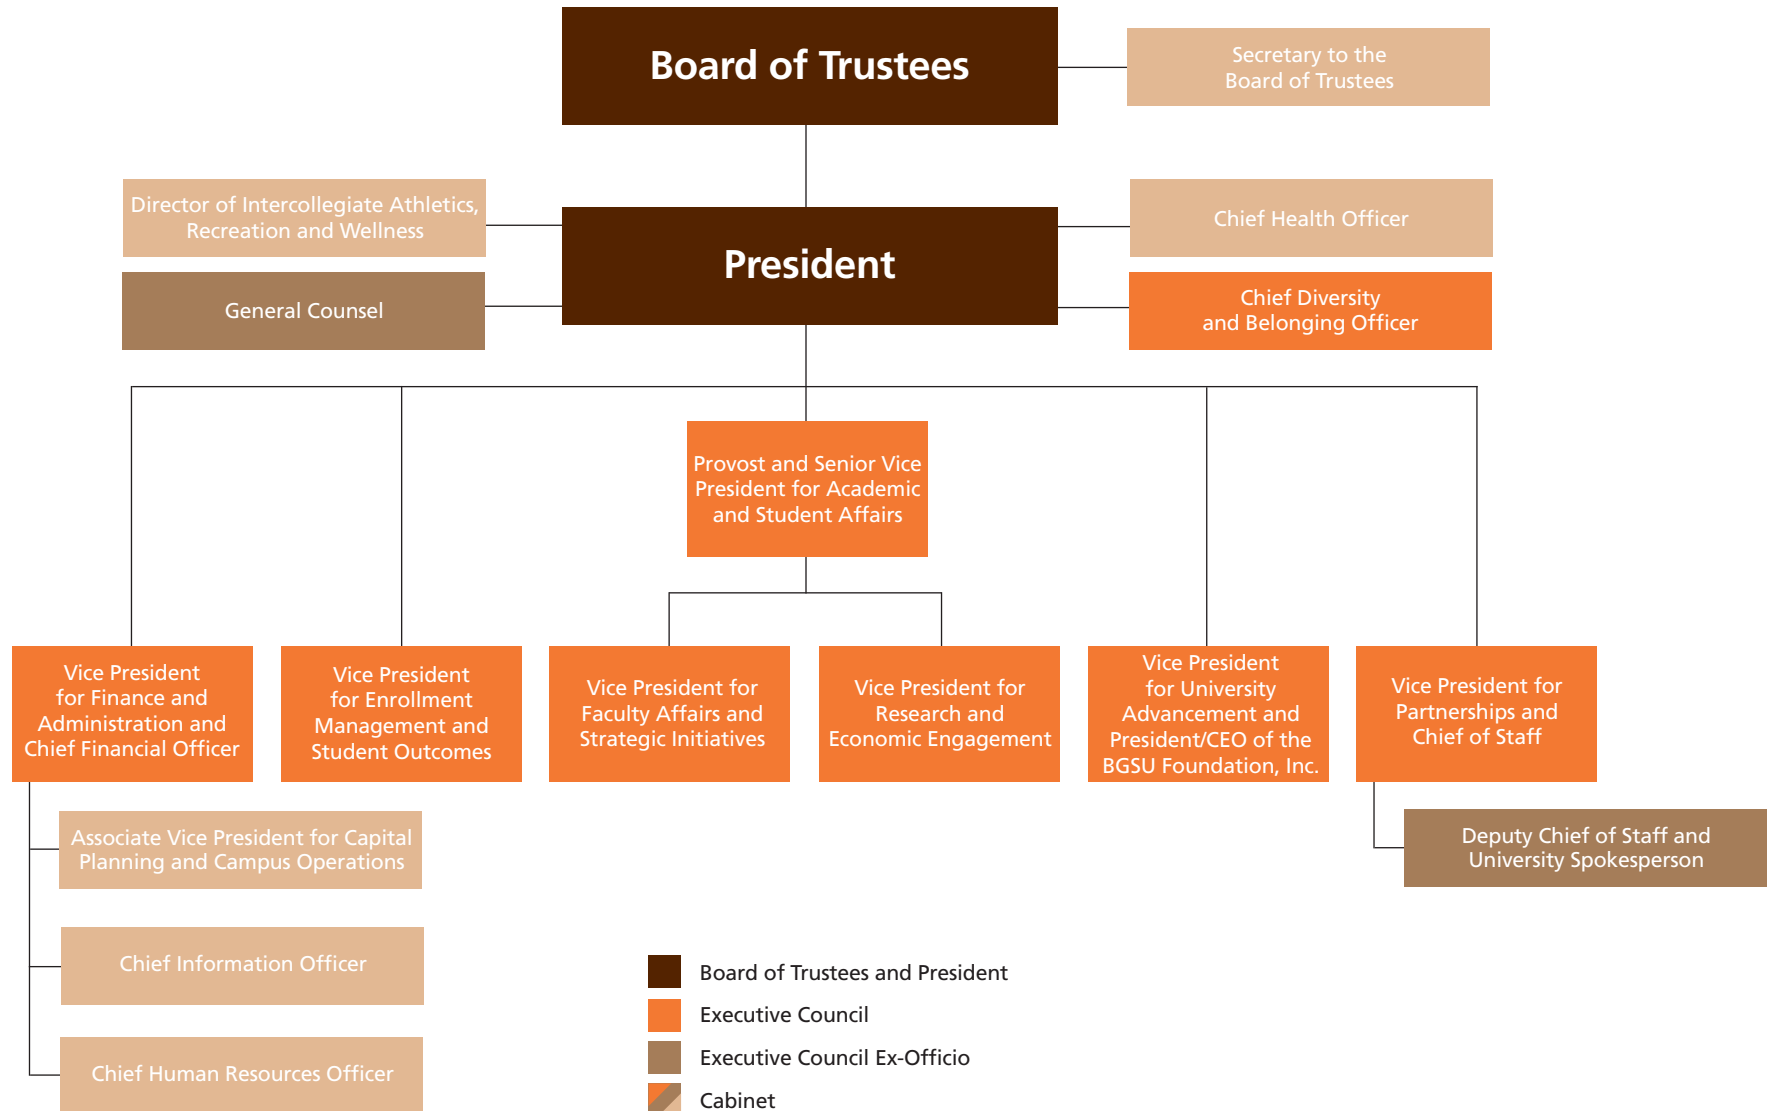 Board of Trustees
Secretary to the
Board of Trustees
Director of Intercollegiate Athletics,
Recreation and Wellness
President
Chief Health Officer
General Counsel
Chief Diversity
and Belonging Officer
Provost and Senior Vice
President for Academic
and Student Affairs
Vice President
for Finance and
Administration and
Chief Financial Officer
Vice President
for Enrollment
Management and
Student Outcomes
Vice President for
Faculty Affairs and
Strategic Initiatives
Vice President for
Research and
Economic Engagement
Vice President
for University
Advancement and
President/CEO of the
BGSU Foundation, Inc.
Vice President for
Partnerships and
Chief of Staff
Associate Vice President for Capital
Planning and Campus Operations
Deputy Chief of Staff and
University Spokesperson
Chief Information Officer
Chief Human Resources Officer
Board of Trustees and President
Executive Council
Executive Council Ex-Officio
Cabinet